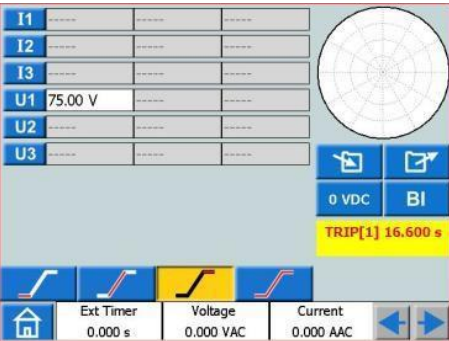 I1 ----- ----- -----
I2 ----- ----- -----
I3 ----- ----- -----
U1 75.00 V ----- -----
U2 ----- ----- -----
U3 ----- ----- -----
0 VDC BI
TRIP[1] 16.600 s
Ext Timer Voltage Current
0.000 s 0.000 VAC 0.000 AAC